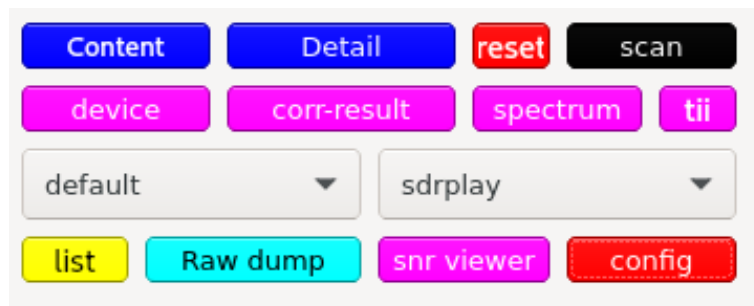 Content Detail reset scan
device corr-result spectrum tii
default sdrplay
list Raw dump snr viewer config